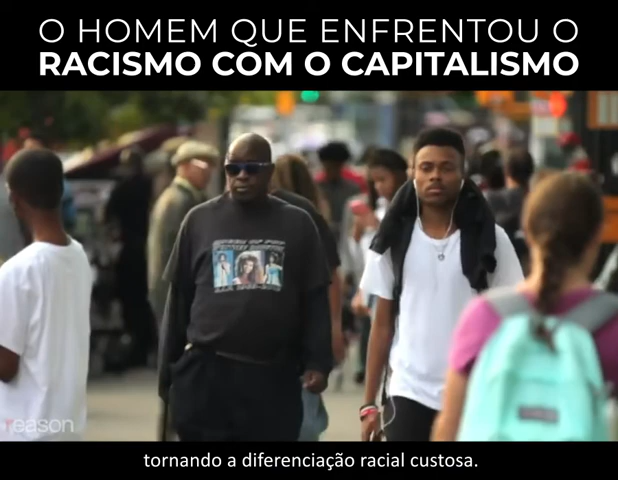 O HOMEM QUE ENFRENTOU O
RACISMO COM O CAPITALISMO
reason
tornando a diferenciação racial custosa.